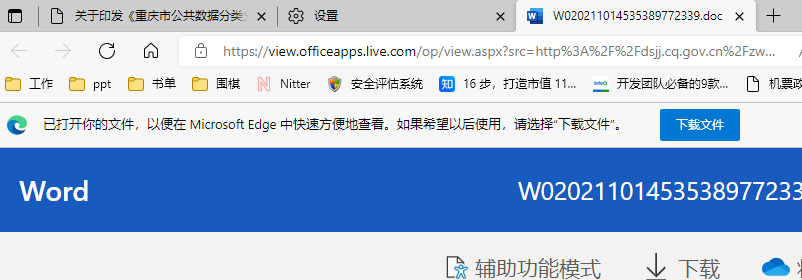 关于印发《重庆市公共数据分类分
设置
W020211014535389772339.doc
https://view.officeapps.live.com/op/view.aspx?src=http%3A%2F%2Fdsjj.cq.gov.cn%2Fzw...
工作 ppt 书单 围棋 Nitter 安全评估系统 知 16 步，打造市值 11... InfoQ 开发团队必备的9款... 机票政
已打开你的文件，以便在 Microsoft Edge 中快速方便地查看。如果希望以后使用，请选择“下载文件”。 下载文件
Word W02021101453538977233
辅助功能模式 下载